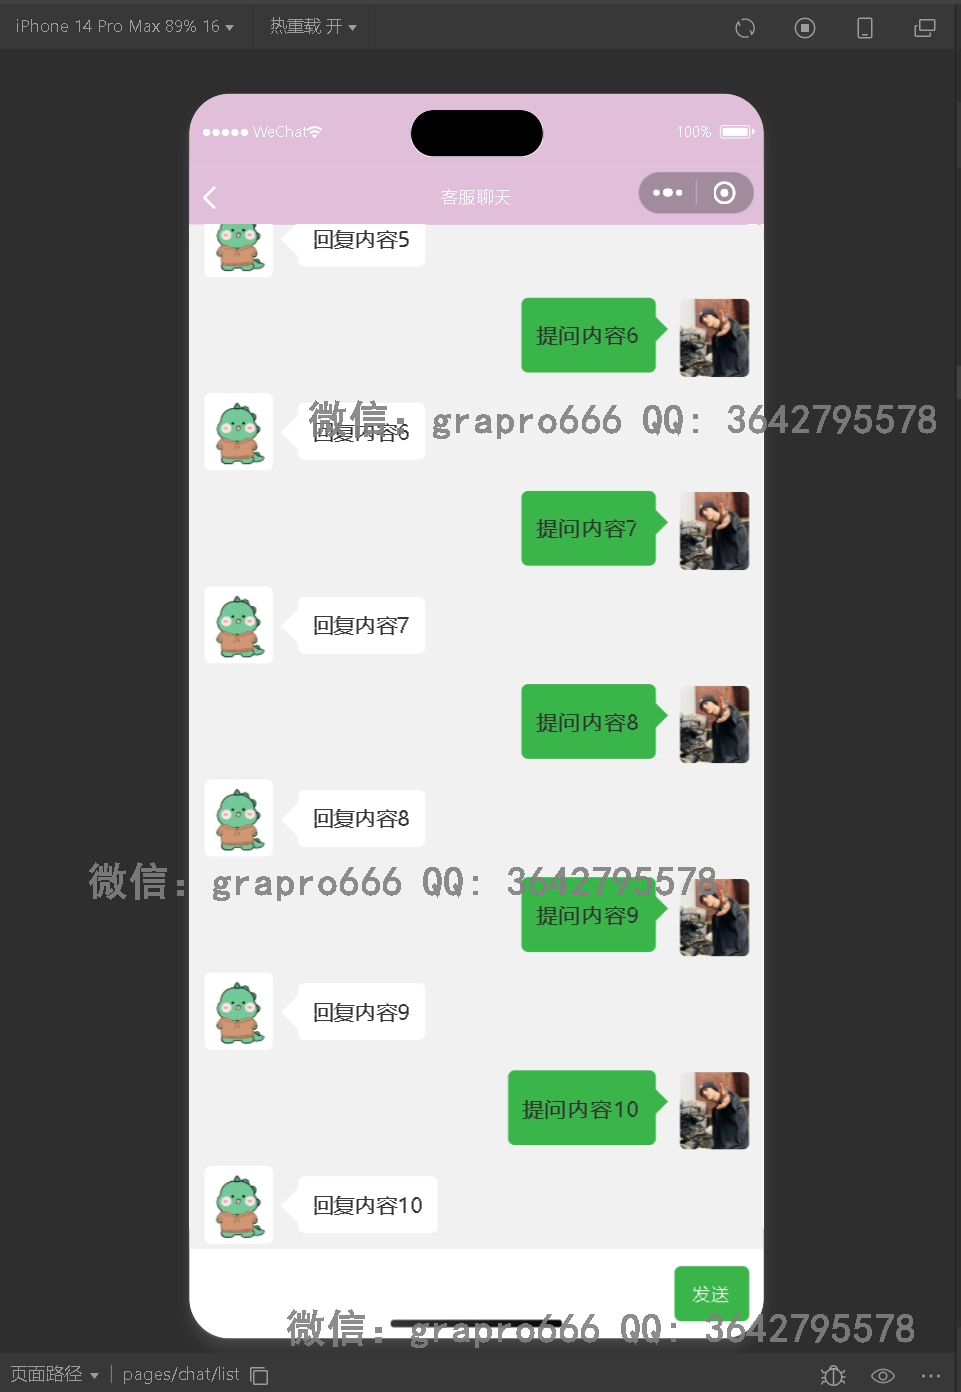 iPhone 14 Pro Max 89% 16 热重载 开
WeChat 100%
客服聊天
回复内容5
提问内容6
微信: grapro666 QQ: 3642795578
回复内容6
提问内容7
回复内容7
提问内容8
回复内容8
微信: grapro666 QQ: 3642795578
提问内容9
回复内容9
提问内容10
回复内容10
发送
微信: grapro666 QQ: 3642795578
页面路径 | pages/chat/list